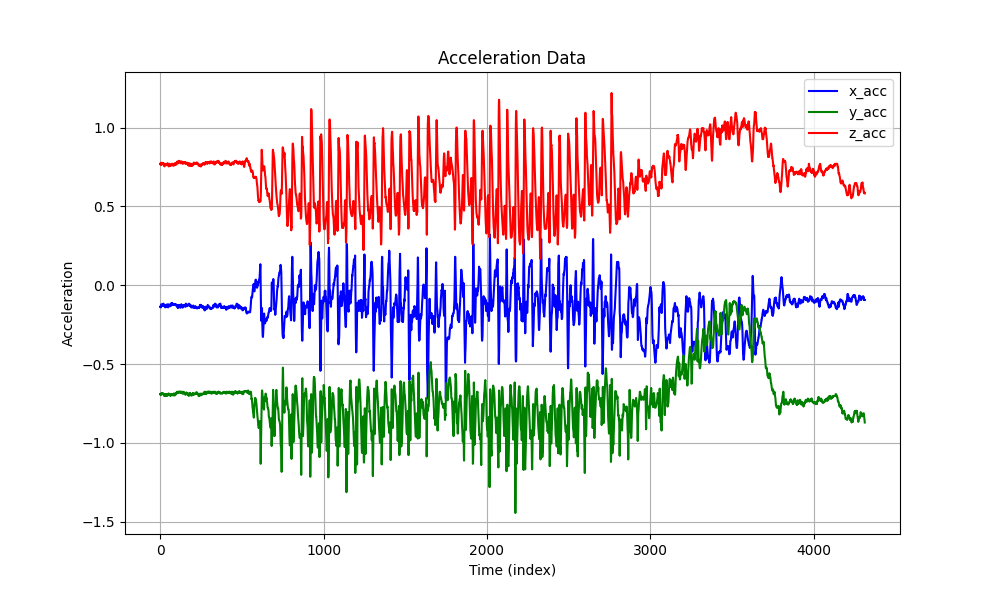 Acceleration Data
x_acc
y_acc
z_acc
Acceleration
1.0
0.5
0.0
−0.5
−1.0
−1.5
0 1000 2000 3000 4000
Time (index)